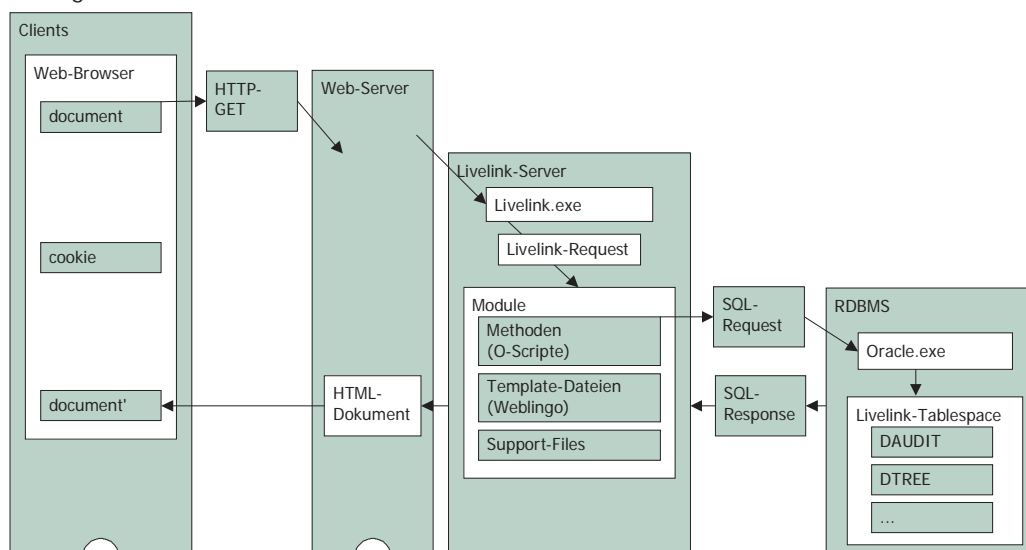 Clients
Web-Browser
document
cookie
document'
HTTP-
GET
Web-Server
HTML-
Dokument
Livelink-Server
Livelink.exe
Livelink-Request
Module
Methoden
(O-Scripte)
Template-Dateien
(Weblingo)
Support-Files
SQL-
Request
SQL-
Response
RDBMS
Oracle.exe
Livelink-Tablespace
DAUDIT
DTREE
...